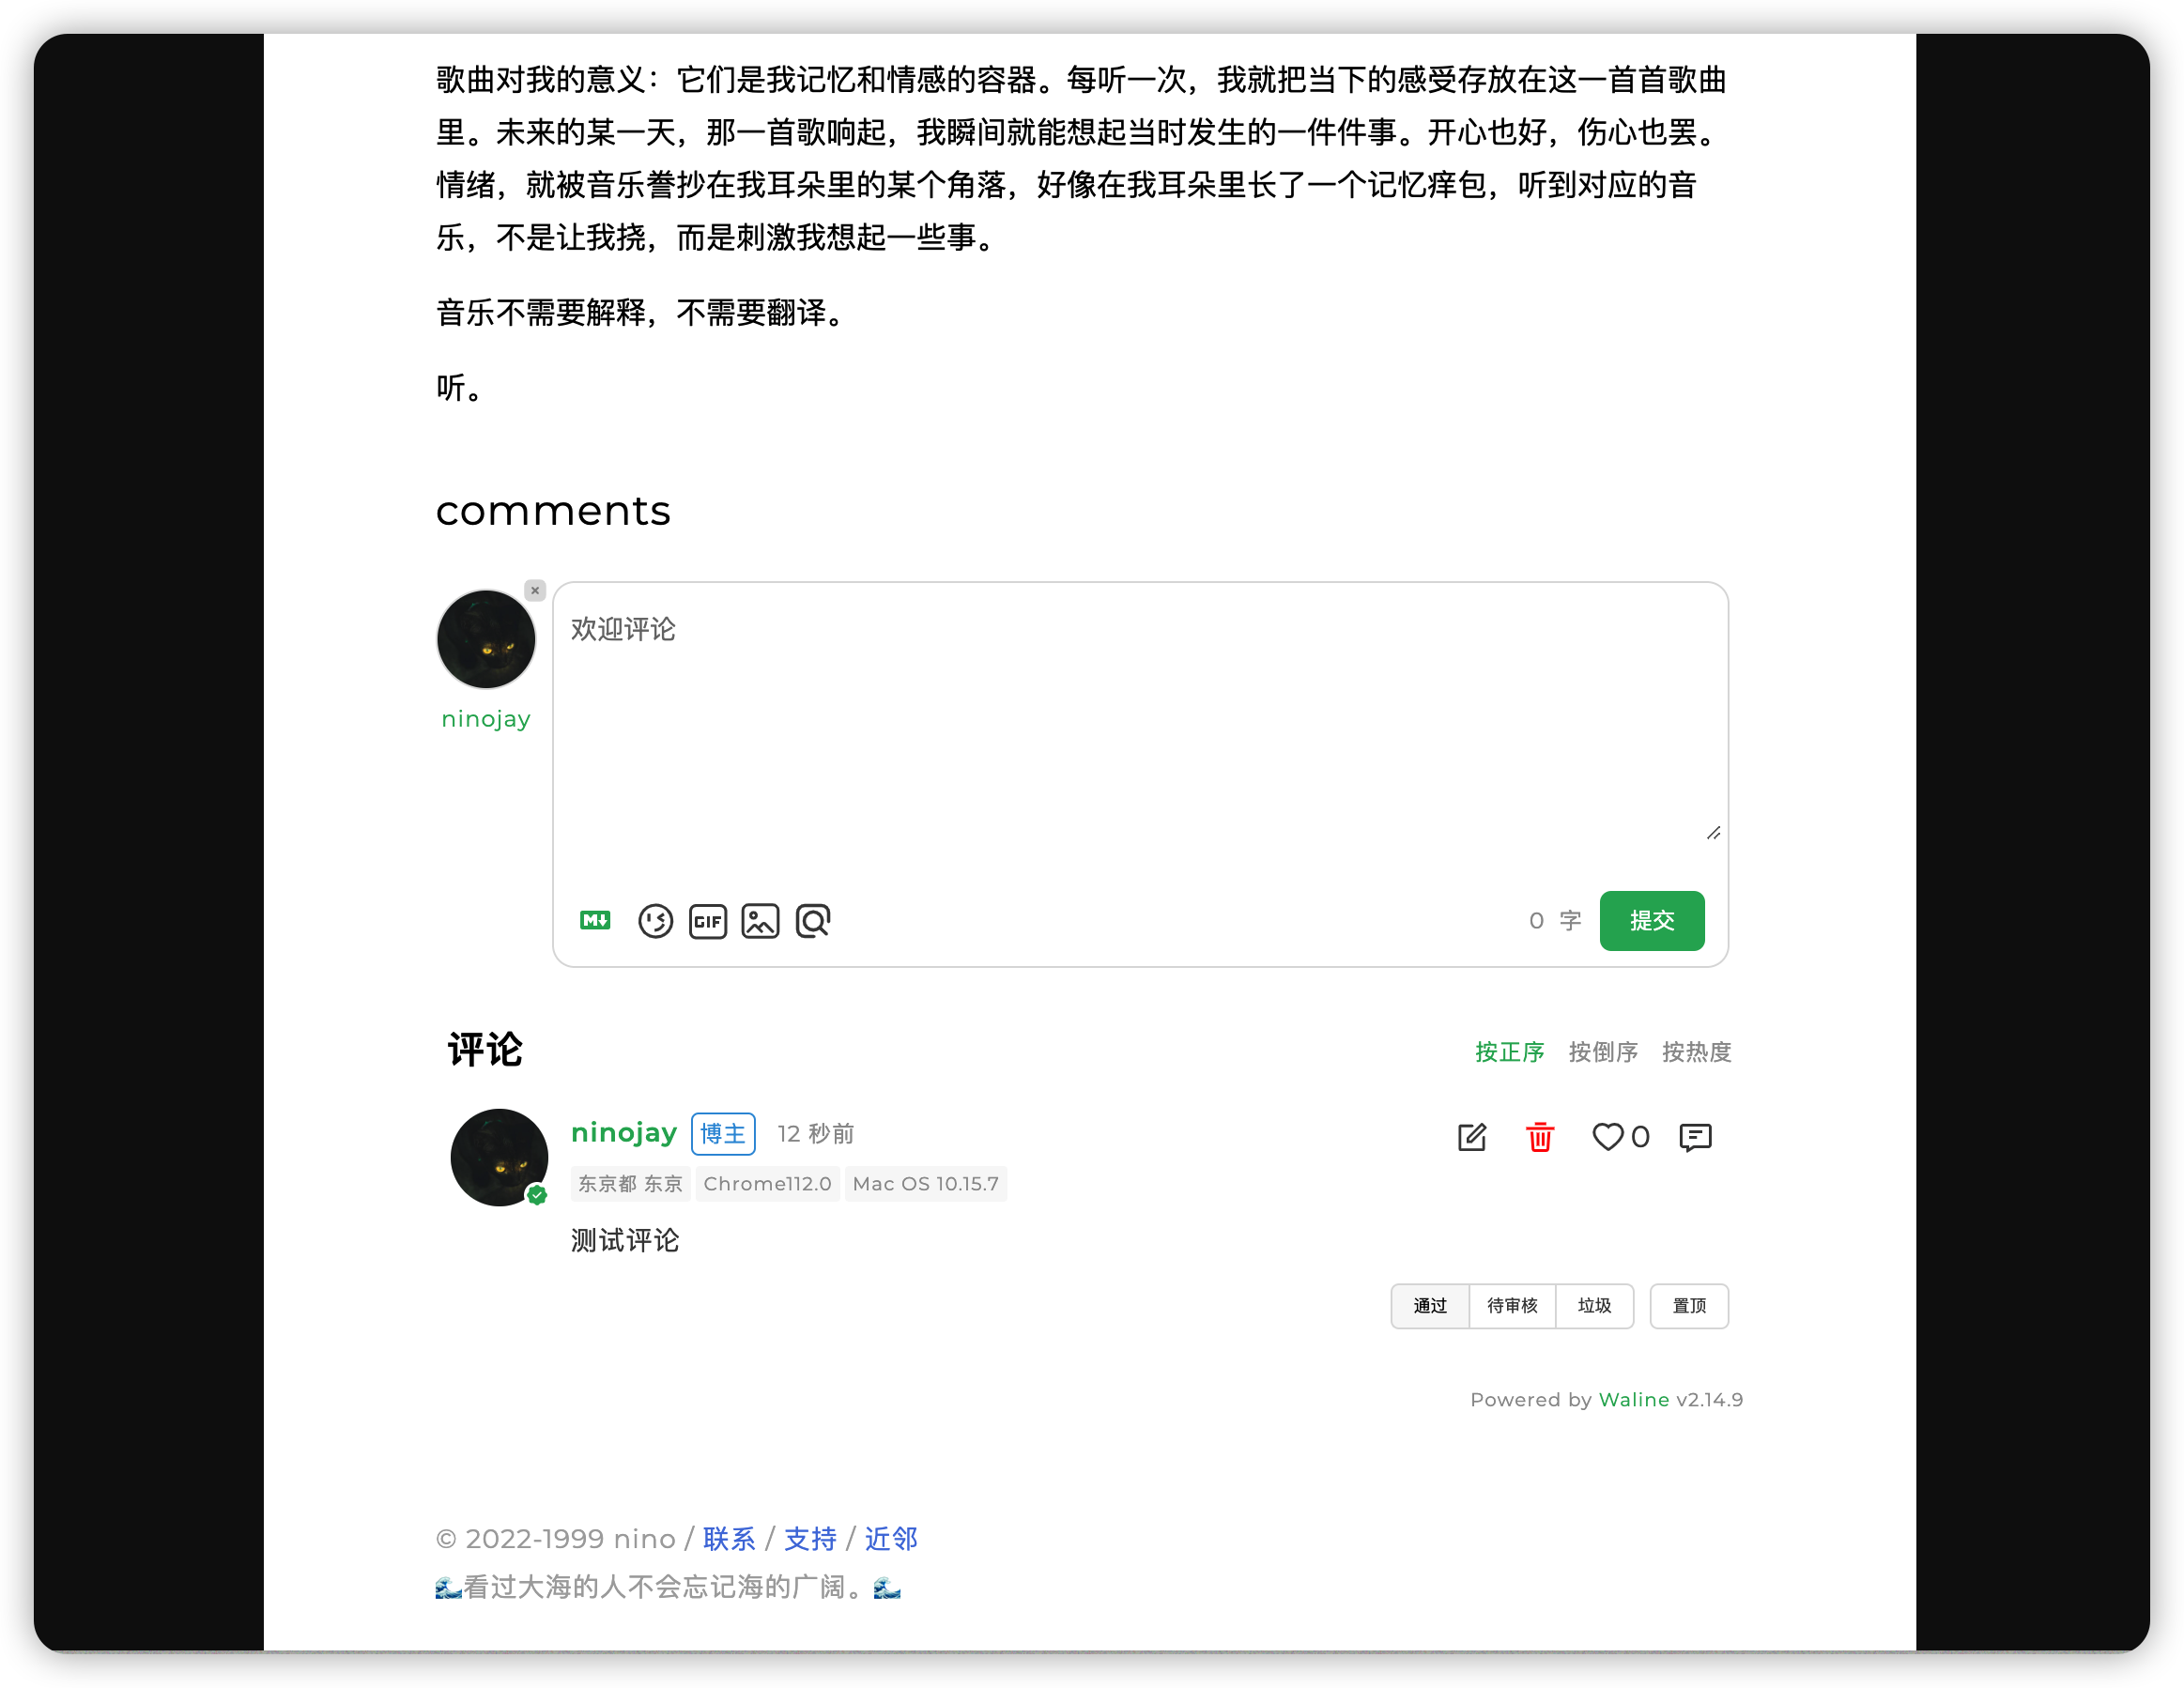 歌曲对我的意义：它们是我记忆和情感的容器。每听一次，我就把当下的感受存放在这一首首歌曲
里。未来的某一天，那一首歌响起，我瞬间就能想起当时发生的一件件事。开心也好，伤心也罢。
情绪，就被音乐誊抄在我耳朵里的某个角落，好像在我耳朵里长了一个记忆痒包，听到对应的音
乐，不是让我挠，而是刺激我想起一些事。
音乐不需要解释，不需要翻译。
听。
comments
ninojay
欢迎评论
M GIF 0 字 提交
评论 按正序 按倒序 按热度
ninojay 博主 12 秒前 0
东京都 东京 Chrome112.0 Mac OS 10.15.7
测试评论
通过 待审核 垃圾 置顶
Powered by Waline v2.14.9
© 2022-1999 nino / 联系 / 支持 / 近邻
🌊看过大海的人不会忘记海的广阔。🌊